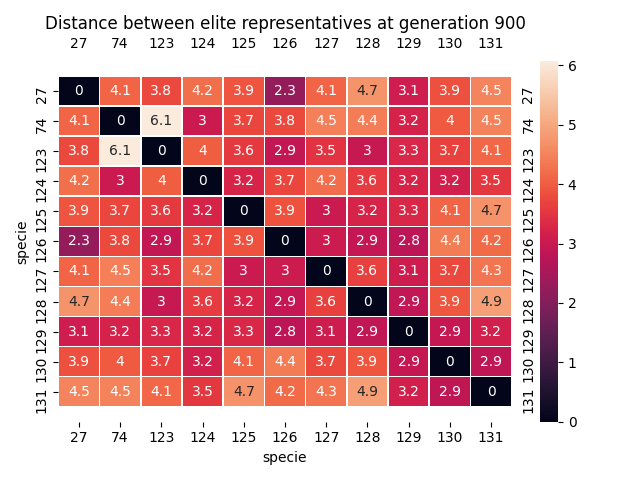 Distance between elite representatives at generation 900
27 74 123 124 125 126 127 128 129 130 131
27 0 4.1 3.8 4.2 3.9 2.3 4.1 4.7 3.1 3.9 4.5 27
74 4.1 0 6.1 3 3.7 3.8 4.5 4.4 3.2 4 4.5 74
123 3.8 6.1 0 4 3.6 2.9 3.5 3 3.3 3.7 4.1 123
124 4.2 3 4 0 3.2 3.7 4.2 3.6 3.2 3.2 3.5 124
125 3.9 3.7 3.6 3.2 0 3.9 3 3.2 3.3 4.1 4.7 125
126 2.3 3.8 2.9 3.7 3.9 0 3 2.9 2.8 4.4 4.2 126
127 4.1 4.5 3.5 4.2 3 3 0 3.6 3.1 3.7 4.3 127
128 4.7 4.4 3 3.6 3.2 2.9 3.6 0 2.9 3.9 4.9 128
129 3.1 3.2 3.3 3.2 3.3 2.8 3.1 2.9 0 2.9 3.2 129
130 3.9 4 3.7 3.2 4.1 4.4 3.7 3.9 2.9 0 2.9 130
131 4.5 4.5 4.1 3.5 4.7 4.2 4.3 4.9 3.2 2.9 0 131
27 74 123 124 125 126 127 128 129 130 131
specie
specie
6
5
4
3
2
1
0